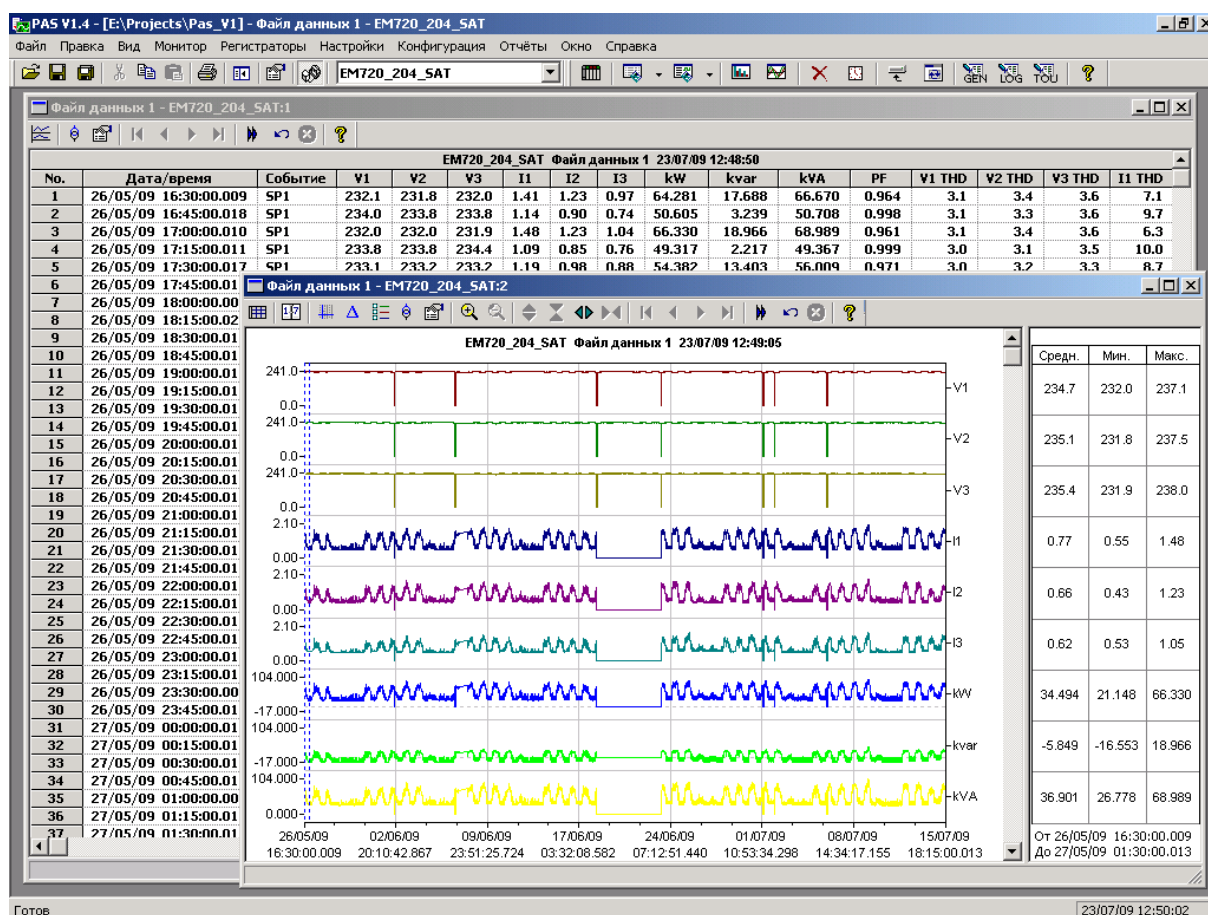 PAS V1.4 - [E:\Projects\Pas_V1] - Файл данных 1 - EM720_204_SAT
Файл Правка Вид Монитор Регистраторы Настройки Конфигурация Отчёты Окно Справка
EM720_204_SAT GEN LOG TOU
Файл данных 1 - EM720_204_SAT:1
EM720_204_SAT Файл данных 1 23/07/09 12:48:50
No. Дата/время Событие V1 V2 V3 I1 I2 I3 kW kvar kVA PF V1 THD V2 THD V3 THD I1 THD
1 26/05/09 16:30:00.009 SP1 232.1 231.8 232.0 1.41 1.23 0.97 64.281 17.688 66.670 0.964 3.1 3.4 3.6 7.1
2 26/05/09 16:45:00.018 SP1 234.0 233.8 233.8 1.14 0.90 0.74 50.605 3.239 50.708 0.998 3.1 3.3 3.6 9.7
3 26/05/09 17:00:00.010 SP1 232.0 232.0 231.9 1.48 1.23 1.04 66.330 18.966 68.989 0.961 3.1 3.4 3.6 6.3
4 26/05/09 17:15:00.011 SP1 233.8 233.8 234.4 1.09 0.85 0.76 49.317 2.217 49.367 0.999 3.0 3.1 3.5 10.0
5 26/05/09 17:30:00.017 SP1 233.1 233.2 233.2 1.19 0.98 0.88 54.382 13.403 56.009 0.971 3.0 3.2 3.3 8.7
6 26/05/09 17:45:00.01
7 26/05/09 18:00:00.00
8 26/05/09 18:15:00.02
9 26/05/09 18:30:00.01
10 26/05/09 18:45:00.01
11 26/05/09 19:00:00.01
12 26/05/09 19:15:00.01
13 26/05/09 19:30:00.01
14 26/05/09 19:45:00.01
15 26/05/09 20:00:00.01
16 26/05/09 20:15:00.01
17 26/05/09 20:30:00.01
18 26/05/09 20:45:00.01
19 26/05/09 21:00:00.01
20 26/05/09 21:15:00.01
21 26/05/09 21:30:00.01
22 26/05/09 21:45:00.01
23 26/05/09 22:00:00.01
24 26/05/09 22:15:00.01
25 26/05/09 22:30:00.01
26 26/05/09 22:45:00.01
27 26/05/09 23:00:00.01
28 26/05/09 23:15:00.01
29 26/05/09 23:30:00.00
30 26/05/09 23:45:00.01
31 27/05/09 00:00:00.01
32 27/05/09 00:15:00.01
33 27/05/09 00:30:00.01
34 27/05/09 00:45:00.01
35 27/05/09 01:00:00.00
36 27/05/09 01:15:00.01
37 27/05/09 01:30:00.01
Файл данных 1 - EM720_204_SAT:2
EM720_204_SAT Файл данных 1 23/07/09 12:49:05
Средн. Мин. Макс.
241.0 0.0 V1 234.7 232.0 237.1
241.0 0.0 V2 235.1 231.8 237.5
241.0 0.0 V3 235.4 231.9 238.0
2.10 0.00 I1 0.77 0.55 1.48
2.10 0.00 I2 0.66 0.43 1.23
2.10 0.00 I3 0.62 0.53 1.05
104.000 -17.000 kW 34.494 21.148 66.330
104.000 -17.000 kvar -5.849 -16.553 18.966
104.000 0.000 kVA 36.901 26.778 68.989
26/05/09 02/06/09 09/06/09 17/06/09 24/06/09 01/07/09 08/07/09 15/07/09
16:30:00.009 20:10:42.867 23:51:25.724 03:32:08.582 07:12:51.440 10:53:34.298 14:34:17.155 18:15:00.013
От 26/05/09 16:30:00.009
До 27/05/09 01:30:00.013
Готов 23/07/09 12:50:02